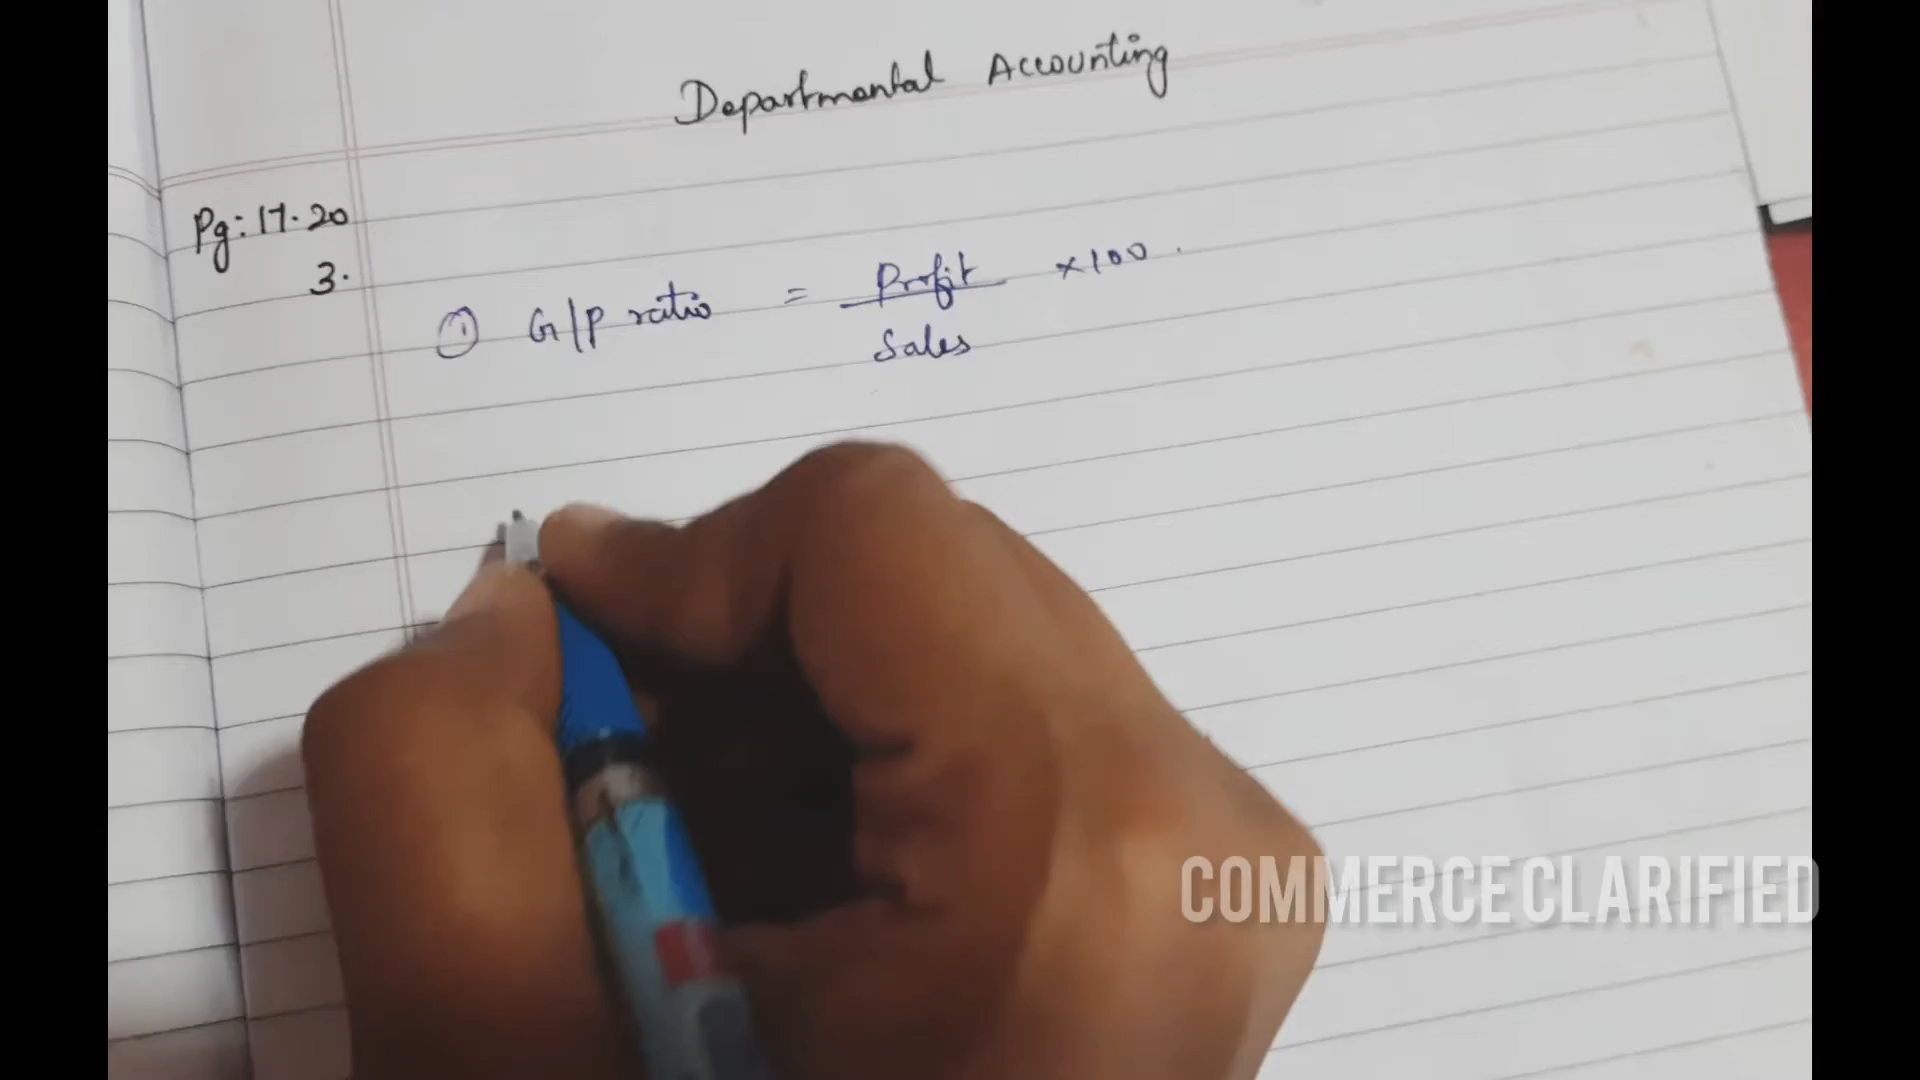 Departmental Accounting
Pg: 17.20
3.
① G/P ratio = Profit / Sales × 100.
COMMERCE CLARIFIED